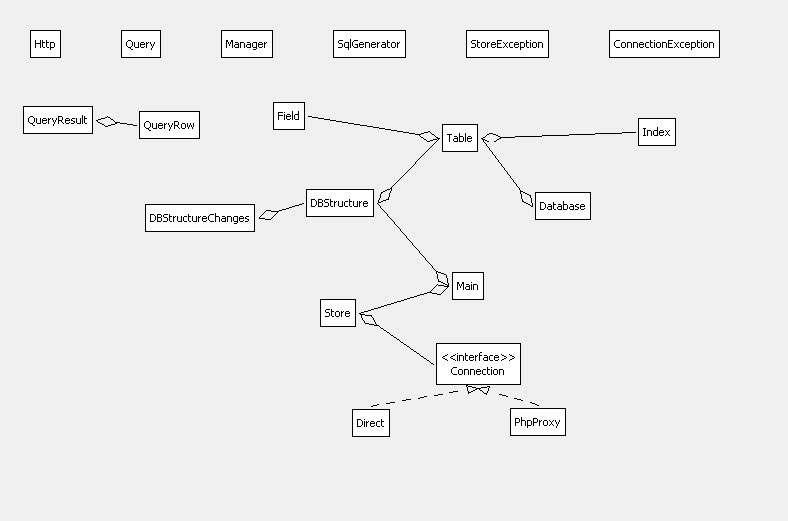 Http
Query
Manager
SqlGenerator
StoreException
ConnectionException
QueryResult
QueryRow
Field
Table
Index
DBStructureChanges
DBStructure
Database
Main
Store
<<interface>>
Connection
Direct
PhpProxy